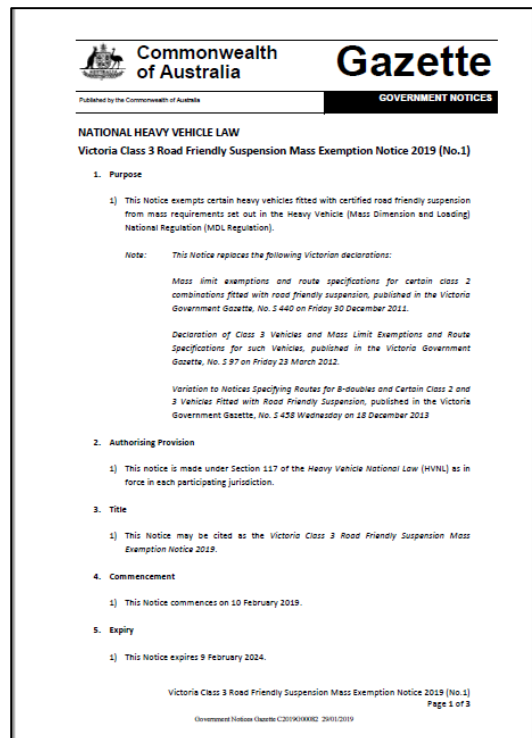 Commonwealth
of Australia
Gazette
Published by the Commonwealth of Australia
GOVERNMENT NOTICES
NATIONAL HEAVY VEHICLE LAW
Victoria Class 3 Road Friendly Suspension Mass Exemption Notice 2019 (No.1)
1. Purpose
1) This Notice exempts certain heavy vehicles fitted with certified road friendly suspension
from mass requirements set out in the Heavy Vehicle (Mass Dimension and Loading)
National Regulation (MDL Regulation).
Note: This Notice replaces the following Victorian declarations:
Mass limit exemptions and route specifications for certain class 2
combinations fitted with road friendly suspension, published in the Victoria
Government Gazette, No. S 440 on Friday 30 December 2011.
Declaration of Class 3 Vehicles and Mass Limit Exemptions and Route
Specifications for such Vehicles, published in the Victoria Government
Gazette, No. S 97 on Friday 23 March 2012.
Variation to Notices Specifying Routes for B-doubles and Certain Class 2 and
3 Vehicles Fitted with Road Friendly Suspension, published in the Victoria
Government Gazette, No. S 458 Wednesday on 18 December 2013
2. Authorising Provision
1) This notice is made under Section 117 of the Heavy Vehicle National Law (HVNL) as in
force in each participating jurisdiction.
3. Title
1) This Notice may be cited as the Victoria Class 3 Road Friendly Suspension Mass
Exemption Notice 2019.
4. Commencement
1) This Notice commences on 10 February 2019.
5. Expiry
1) This Notice expires 9 February 2024.
Victoria Class 3 Road Friendly Suspension Mass Exemption Notice 2019 (No.1)
Page 1 of 3
Government Notices Gazette C2019G00082 29/01/2019